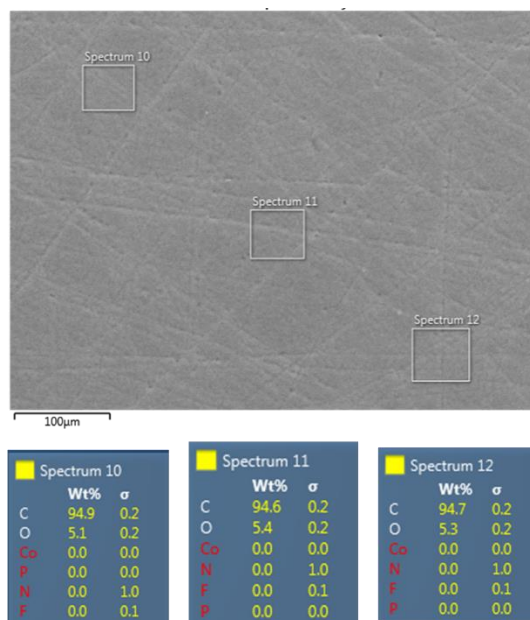 Spectrum 10
Spectrum 11
Spectrum 12
100µm
Spectrum 10
Wt% σ
C 94.9 0.2
O 5.1 0.2
Co 0.0 0.0
P 0.0 0.0
N 0.0 1.0
F 0.0 0.1
Spectrum 11
Wt% σ
C 94.6 0.2
O 5.4 0.2
Co 0.0 0.0
N 0.0 1.0
F 0.0 0.1
P 0.0 0.0
Spectrum 12
Wt% σ
C 94.7 0.2
O 5.3 0.2
Co 0.0 0.0
N 0.0 1.0
F 0.0 0.1
P 0.0 0.0